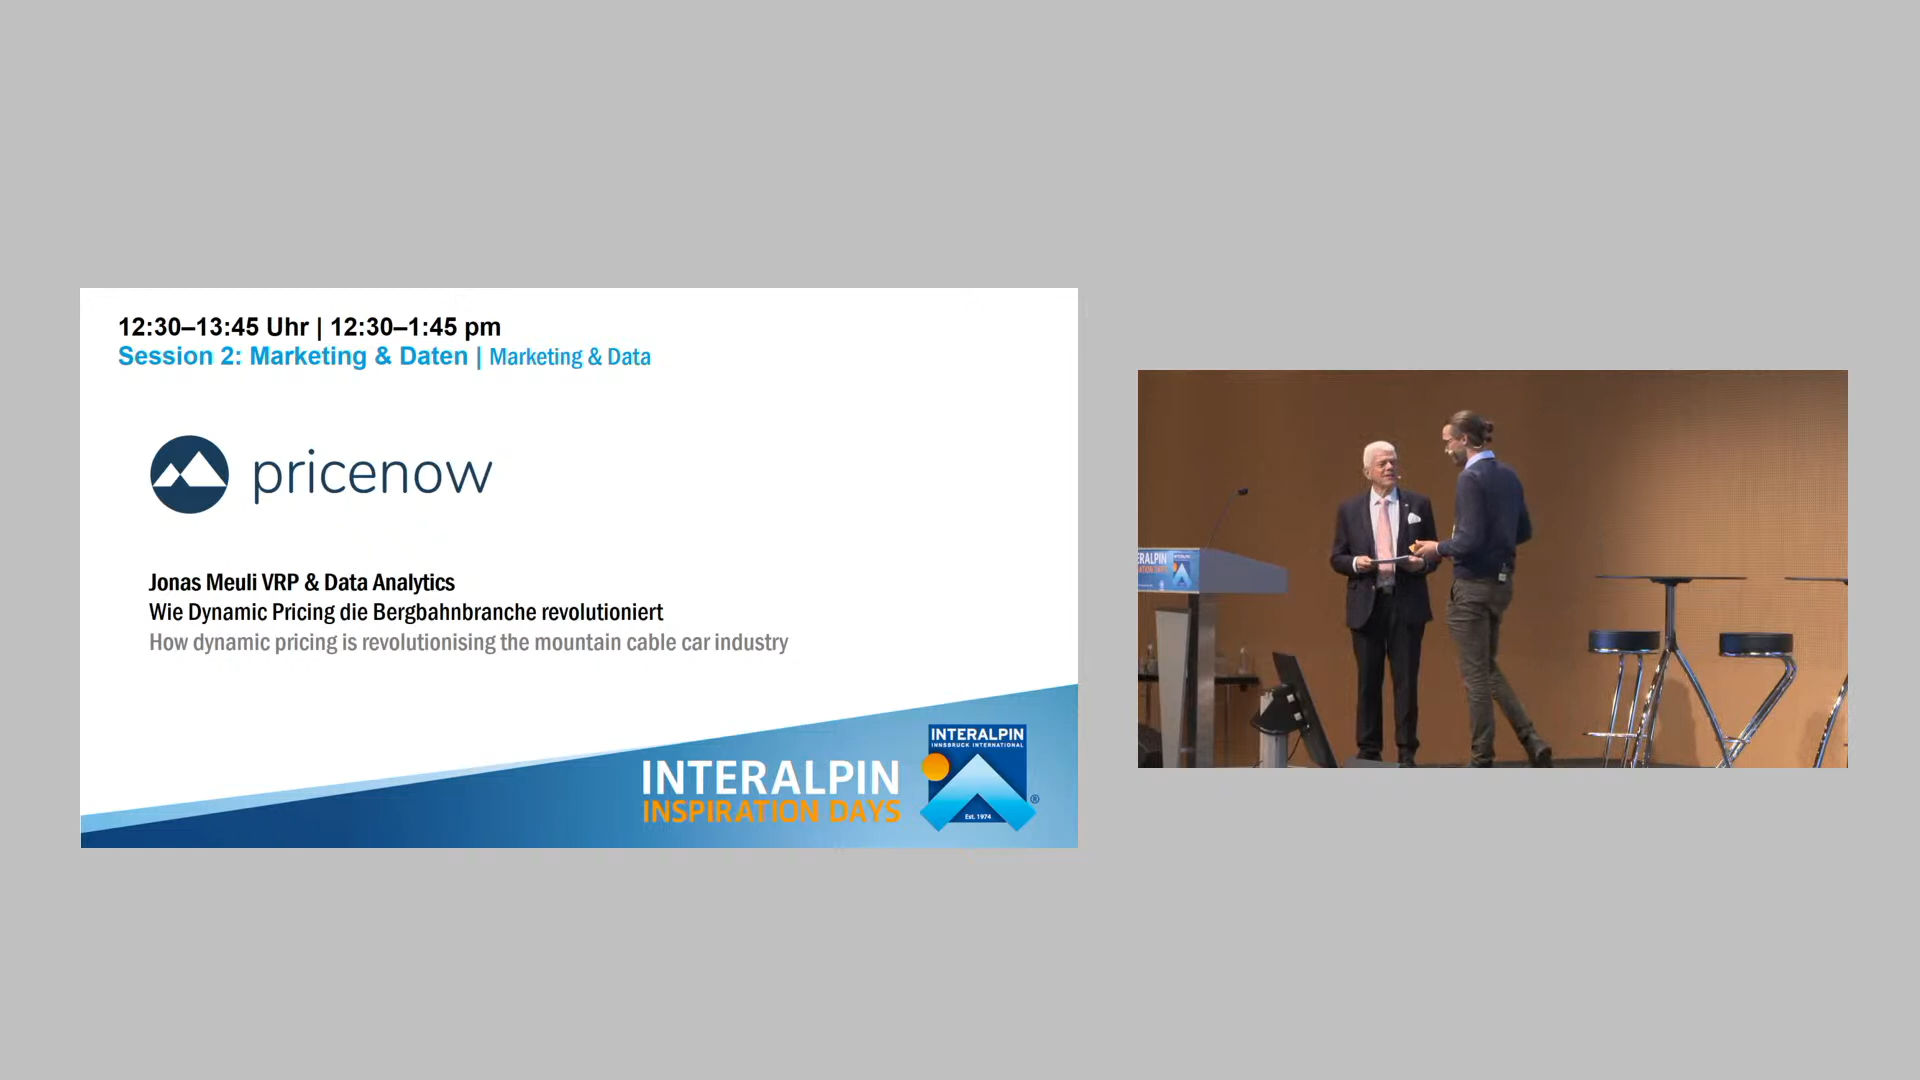 12:30–13:45 Uhr | 12:30–1:45 pm
Session 2: Marketing & Daten | Marketing & Data
pricenow
Jonas Meuli VRP & Data Analytics
Wie Dynamic Pricing die Bergbahnbranche revolutioniert
How dynamic pricing is revolutionising the mountain cable car industry
INTERALPIN
INSPIRATION DAYS
INTERALPIN
INNSBRUCK INTERNATIONAL
Est. 1974
®
ERALPIN